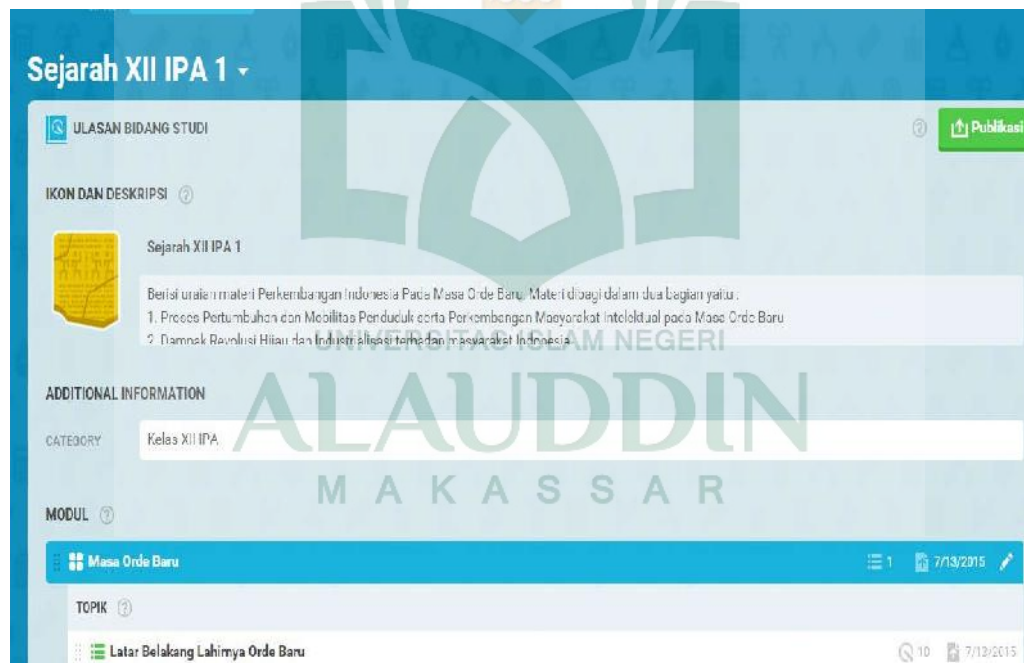 Sejarah XII IPA 1
ULASAN BIDANG STUDI
Publikasi
IKON DAN DESKRIPSI
Sejarah XII IPA 1
Berisi uraian materi Perkembangan Indonesia Pada Masa Orde Baru. Materi dibagi dalam dua bagian yaitu :
1. Proses Pertumbuhan dan Mobilitas Penduduk serta Perkembangan Masyarakat Intelektual pada Masa Orde Baru
2. Dampak Revolusi Hijau dan Industrialisasi terhadap masyarakat Indonesia
UNIVERSITAS ISLAM NEGERI
ADDITIONAL INFORMATION
ALAUDDIN
CATEGORY
Kelas XII IPA
MAKASSAR
MODUL
Masa Orde Baru
1
7/13/2015
TOPIK
Latar Belakang Lahirnya Orde Baru
10
7/13/2015